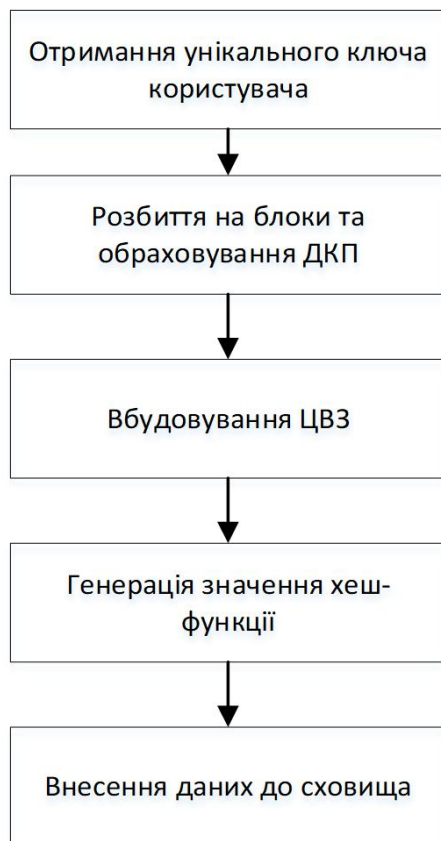 Отримання унікального ключа
користувача
Розбиття на блоки та
обраховування ДКП
Вбудовування ЦВЗ
Генерація значення хеш-
функції
Внесення даних до сховища